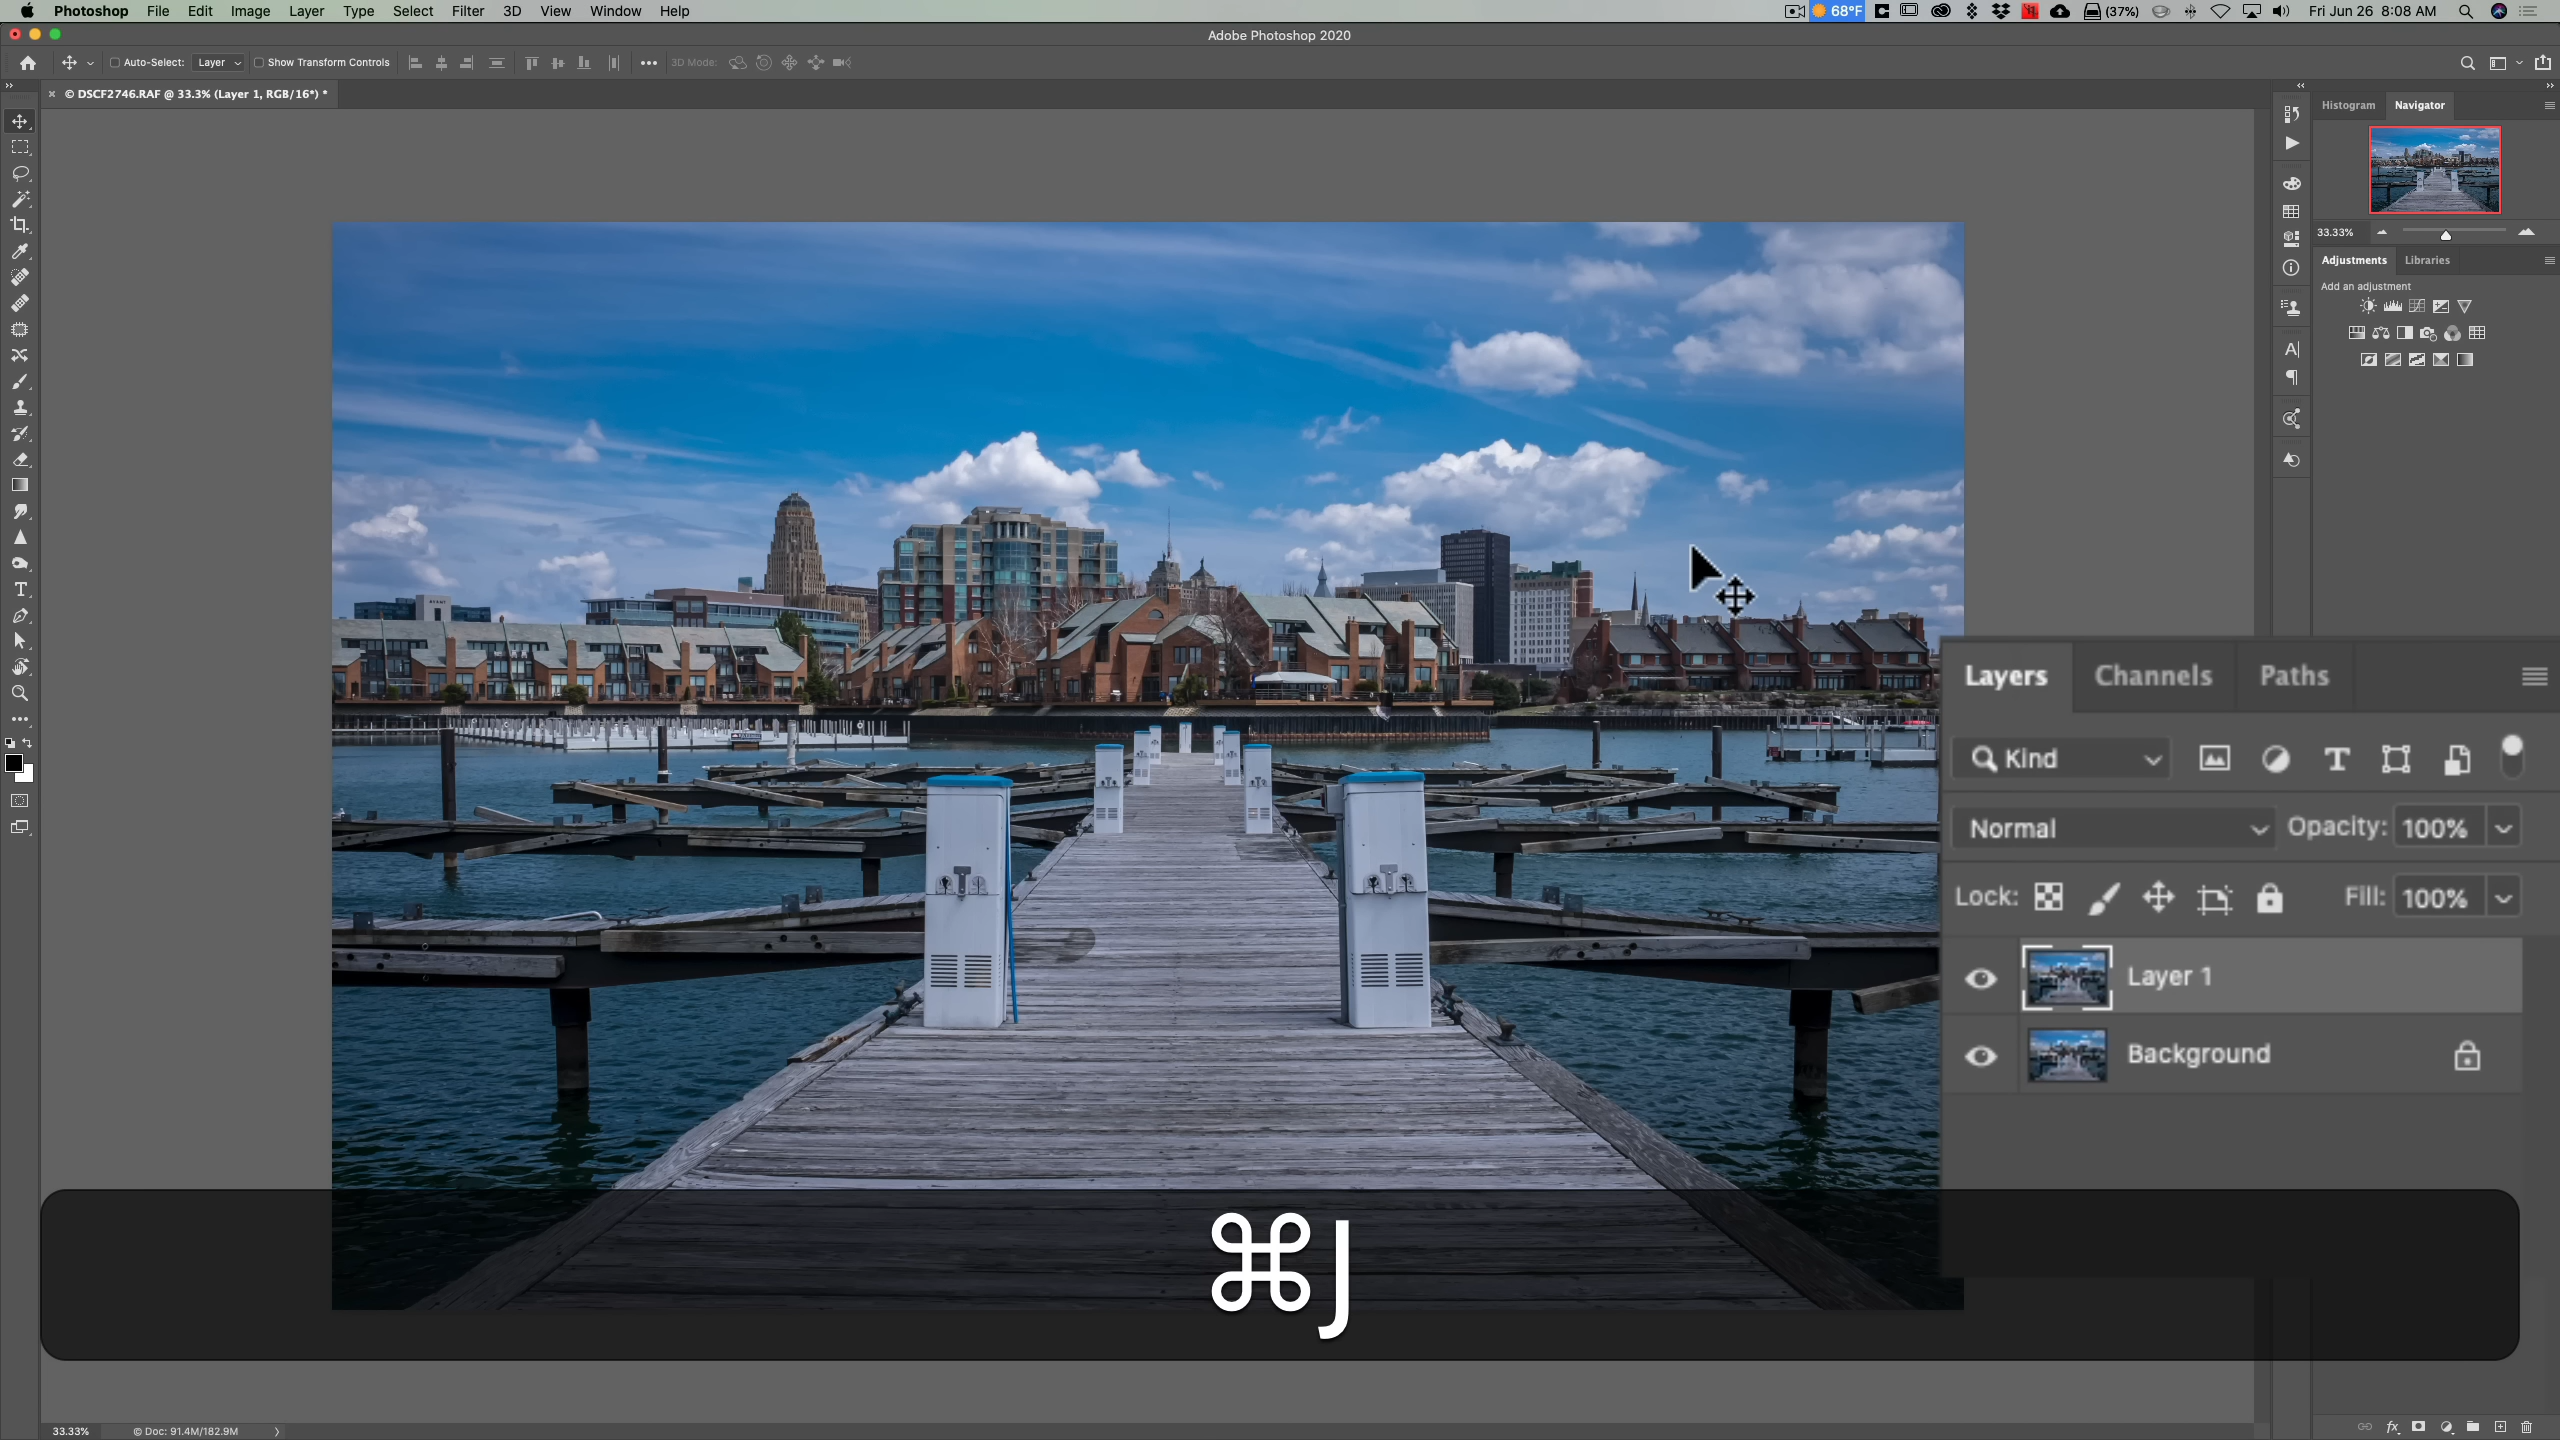 Photoshop File Edit Image Layer Type Select Filter 3D View Window Help 68°F (37%) Fri Jun 26 8:08 AM
Adobe Photoshop 2020
Auto-Select: Layer Show Transform Controls 3D Mode:
© DSCF2746.RAF @ 33.3% (Layer 1, RGB/16*) *
Histogram Navigator
33.33%
Adjustments Libraries
Add an adjustment
Layers Channels Paths
Kind
Normal Opacity: 100%
Lock: Fill: 100%
Layer 1
Background
⌘J
33.33% © Doc: 91.4M/182.9M